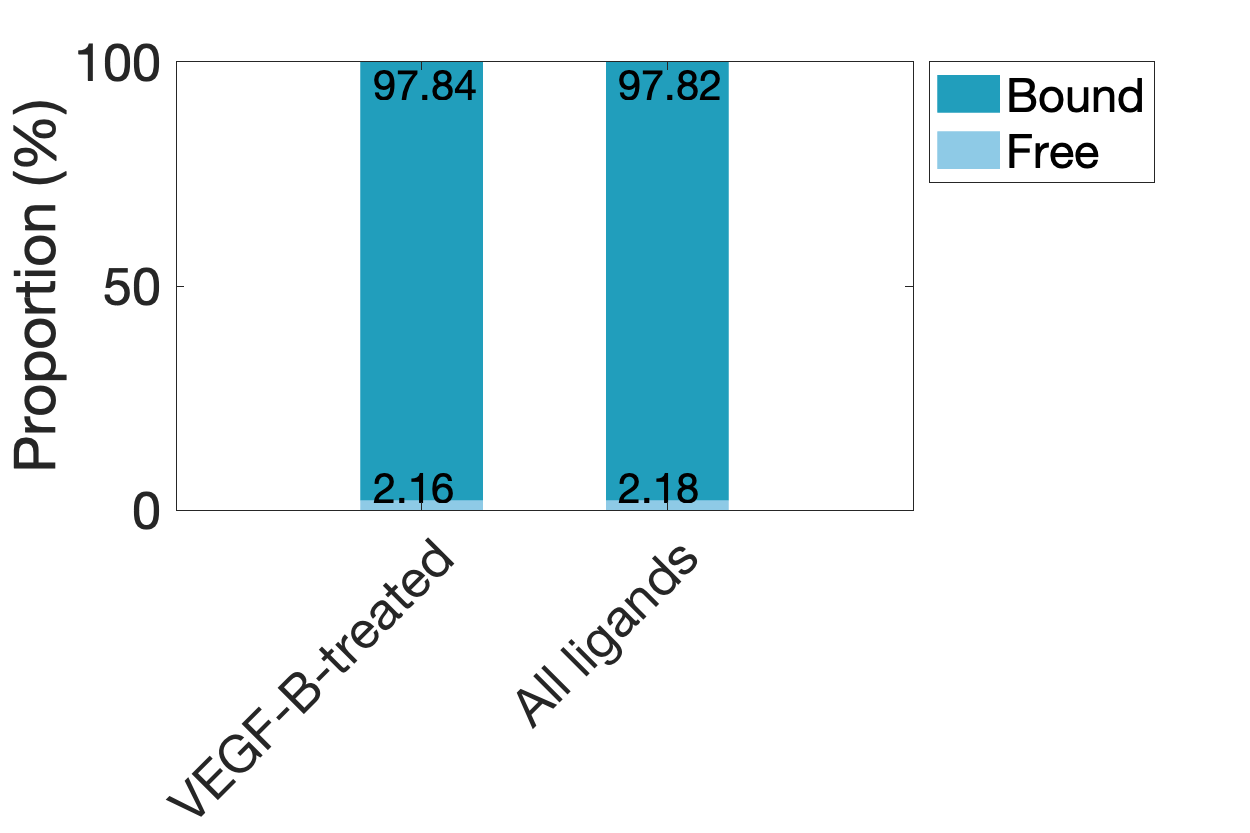 Proportion (%)
100
50
0
97.84
97.82
2.16
2.18
VEGF-B-treated
All ligands
Bound
Free